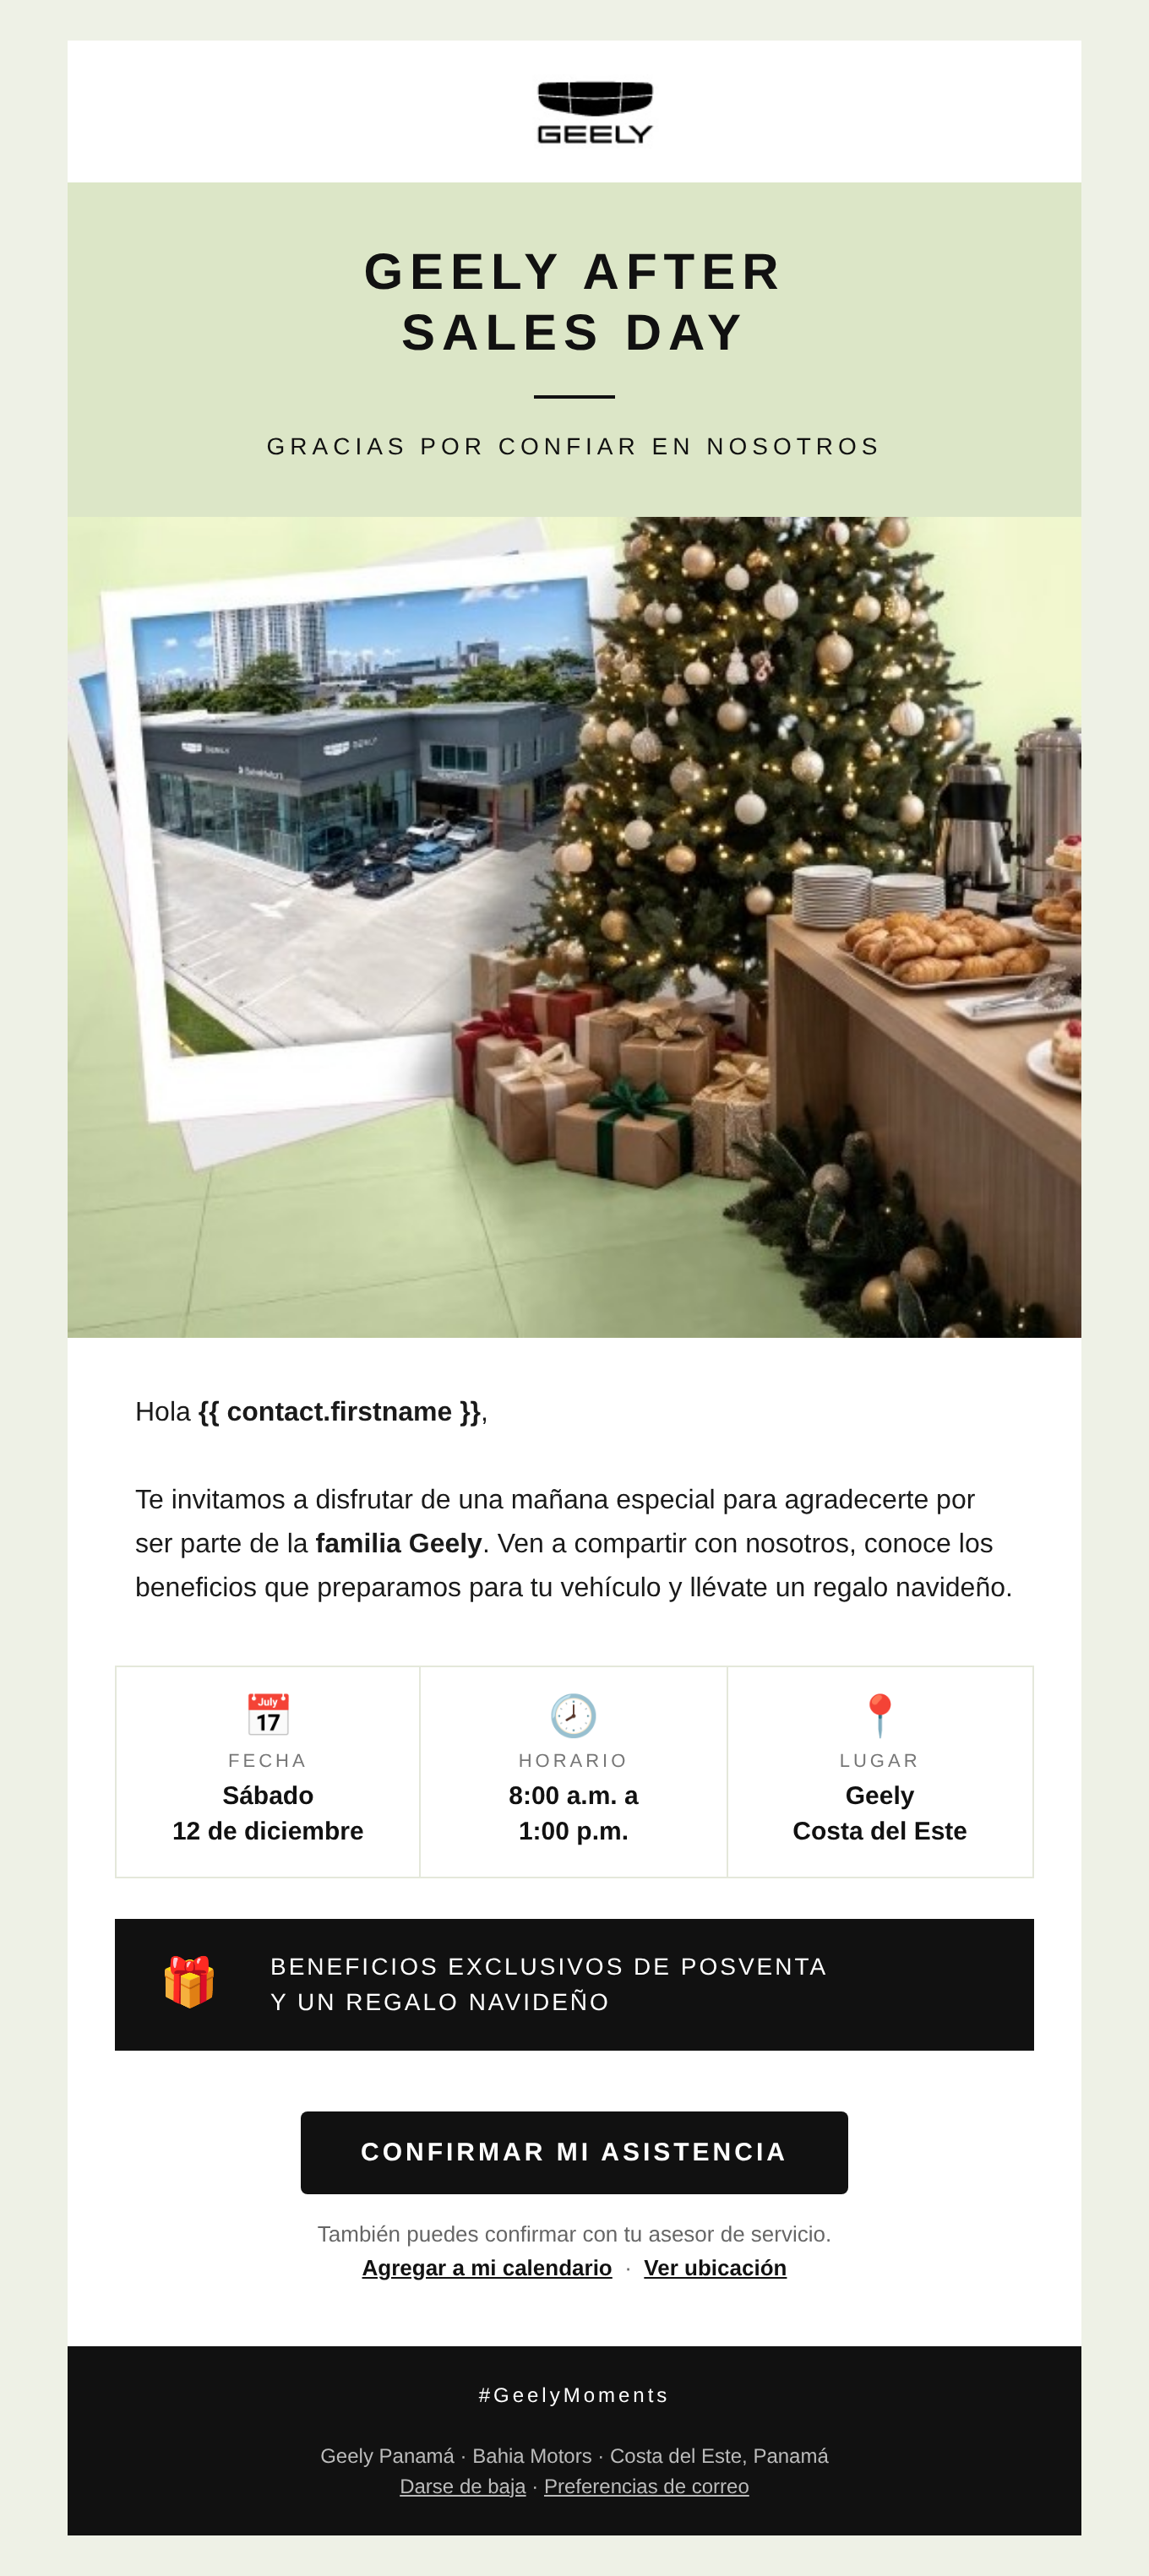 GEELY
GEELY AFTER
SALES DAY
GRACIAS POR CONFIAR EN NOSOTROS
GEELY
GEELY
Hola {{ contact.firstname }},
Te invitamos a disfrutar de una mañana especial para agradecerte por
ser parte de la familia Geely. Ven a compartir con nosotros, conoce los
beneficios que preparamos para tu vehículo y llévate un regalo navideño.
July
17
FECHA
Sábado
12 de diciembre
HORARIO
8:00 a.m. a
1:00 p.m.
LUGAR
Geely
Costa del Este
BENEFICIOS EXCLUSIVOS DE POSVENTA
Y UN REGALO NAVIDEÑO
CONFIRMAR MI ASISTENCIA
También puedes confirmar con tu asesor de servicio.
Agregar a mi calendario · Ver ubicación
#GeelyMoments
Geely Panamá · Bahia Motors · Costa del Este, Panamá
Darse de baja · Preferencias de correo